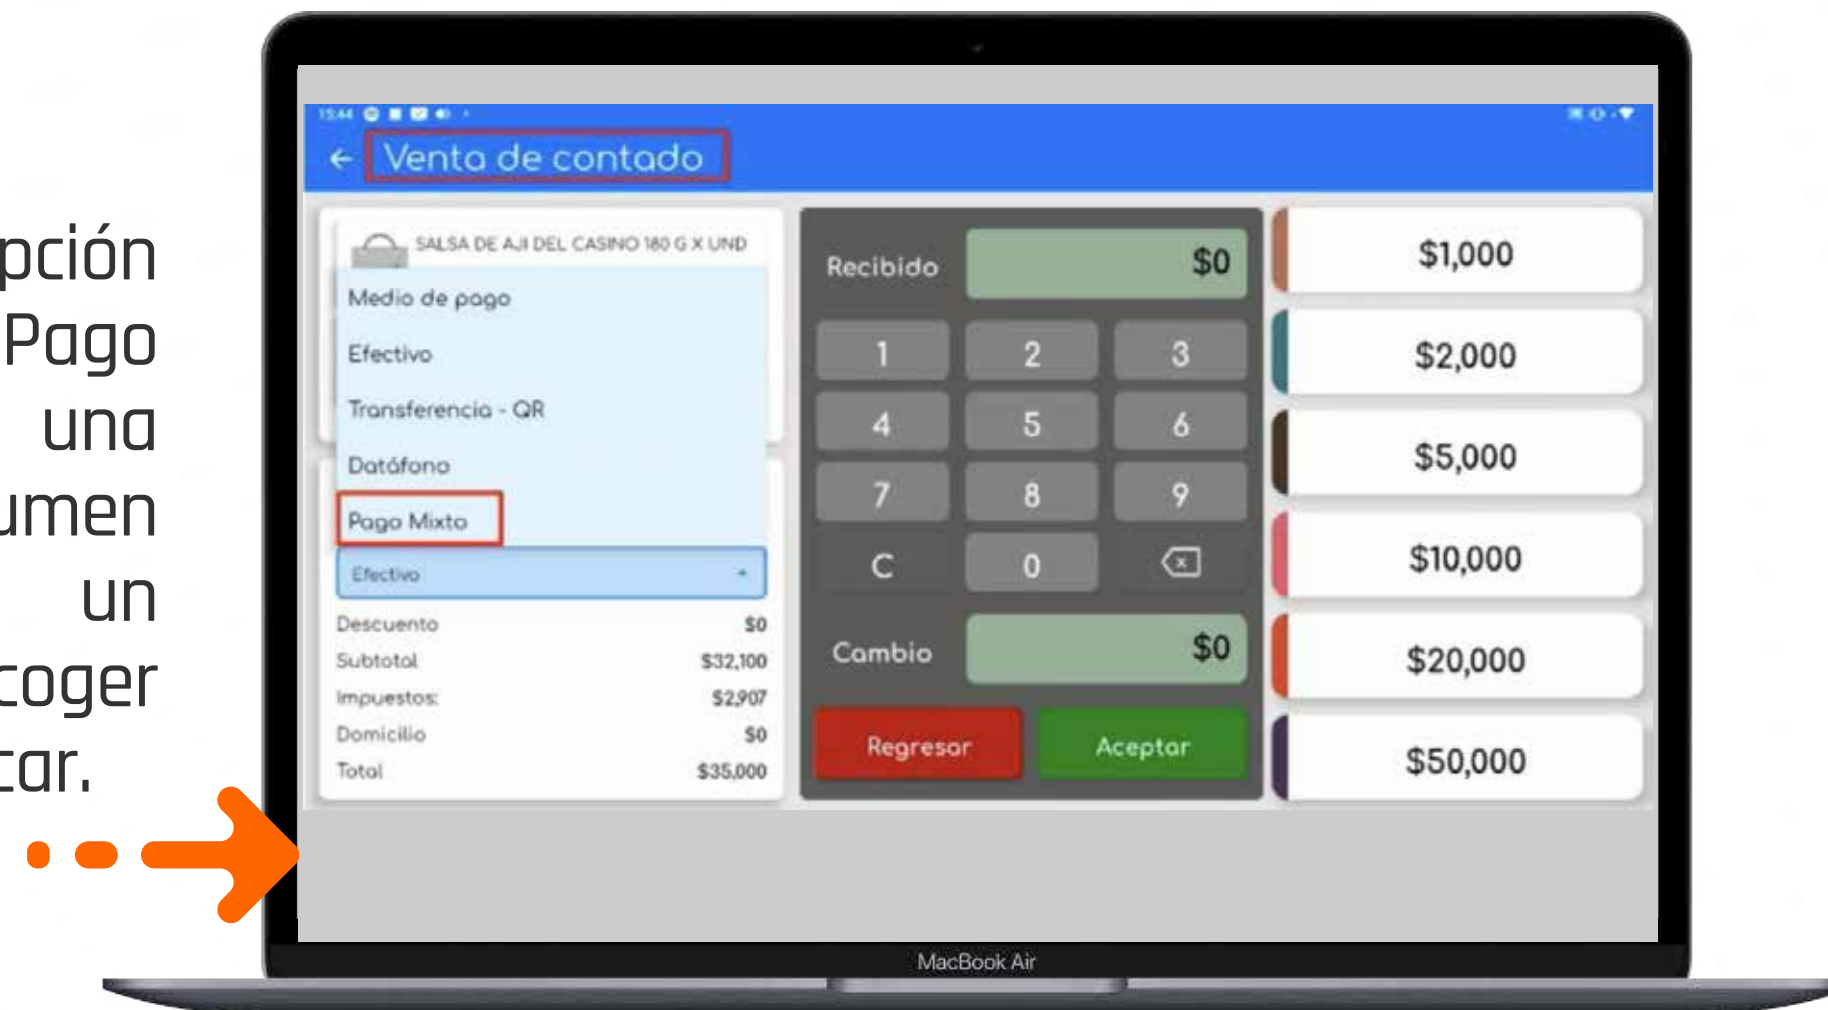 pción
Pago
una
umen
un
coger
car.
15:44
Venta de contado
SALSA DE AJI DEL CASINO 180 G X UND
Medio de pago
Efectivo
Transferencia - QR
Datáfono
Pago Mixto
Efectivo
Descuento $0
Subtotal $32,100
Impuestos: $2,907
Domicilio $0
Total $35,000
Recibido $0
1 2 3
4 5 6
7 8 9
C 0
Cambio $0
Regresar Aceptar
$1,000
$2,000
$5,000
$10,000
$20,000
$50,000
MacBook Air